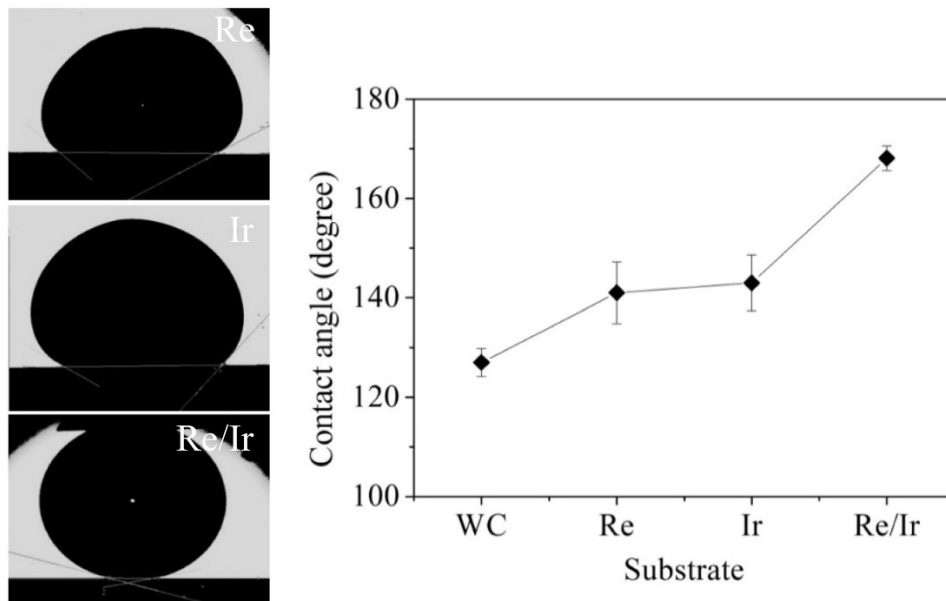 Re
Ir
Re/Ir
180
160
140
120
100
Contact angle (degree)
WC Re Ir Re/Ir
Substrate